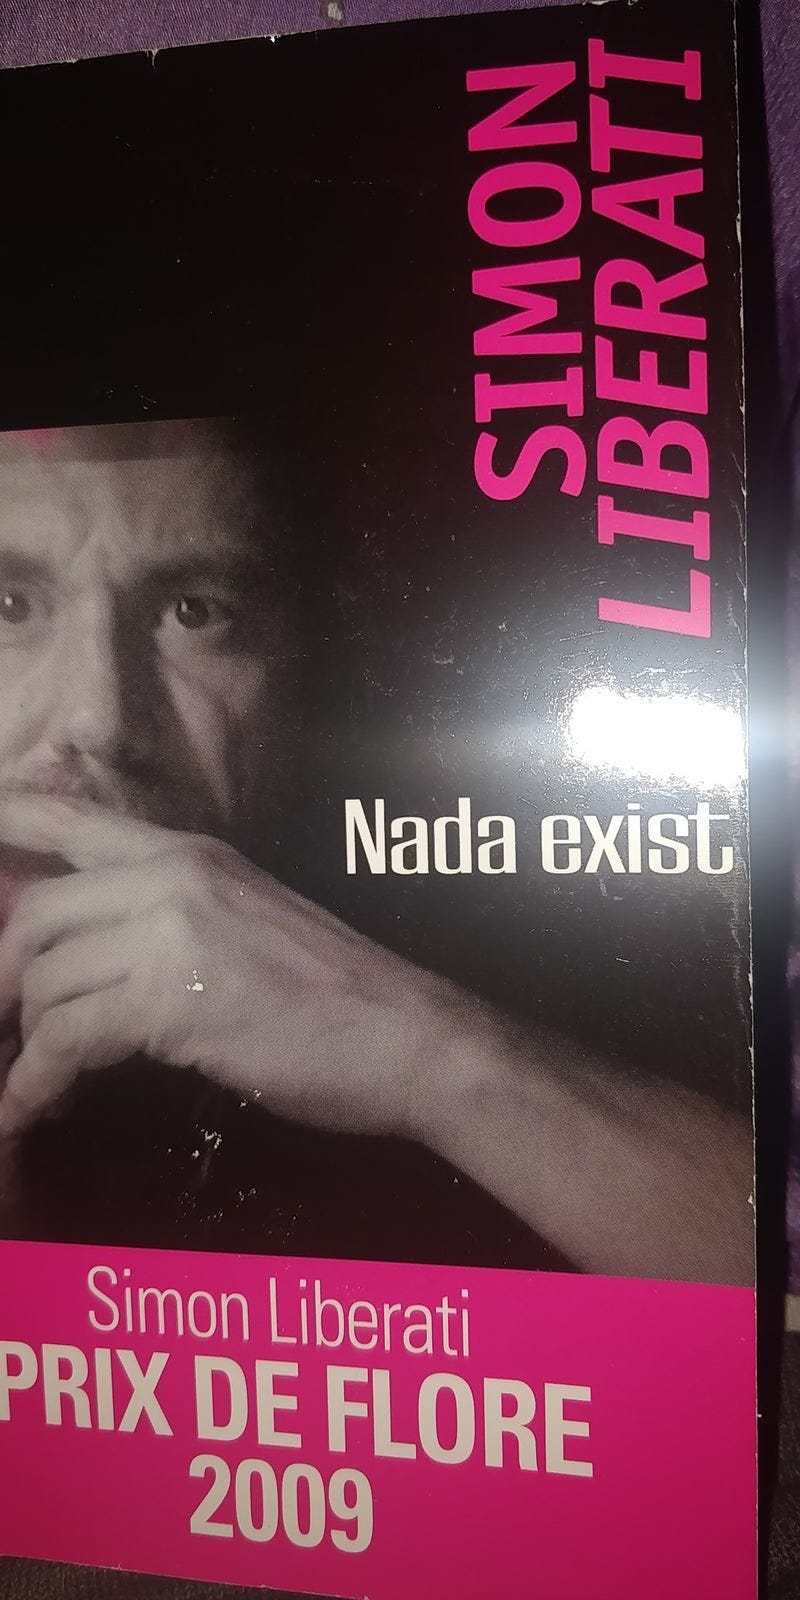 SIMON
LIBERATI
Nada exist
Simon Liberati
PRIX DE FLORE
2009